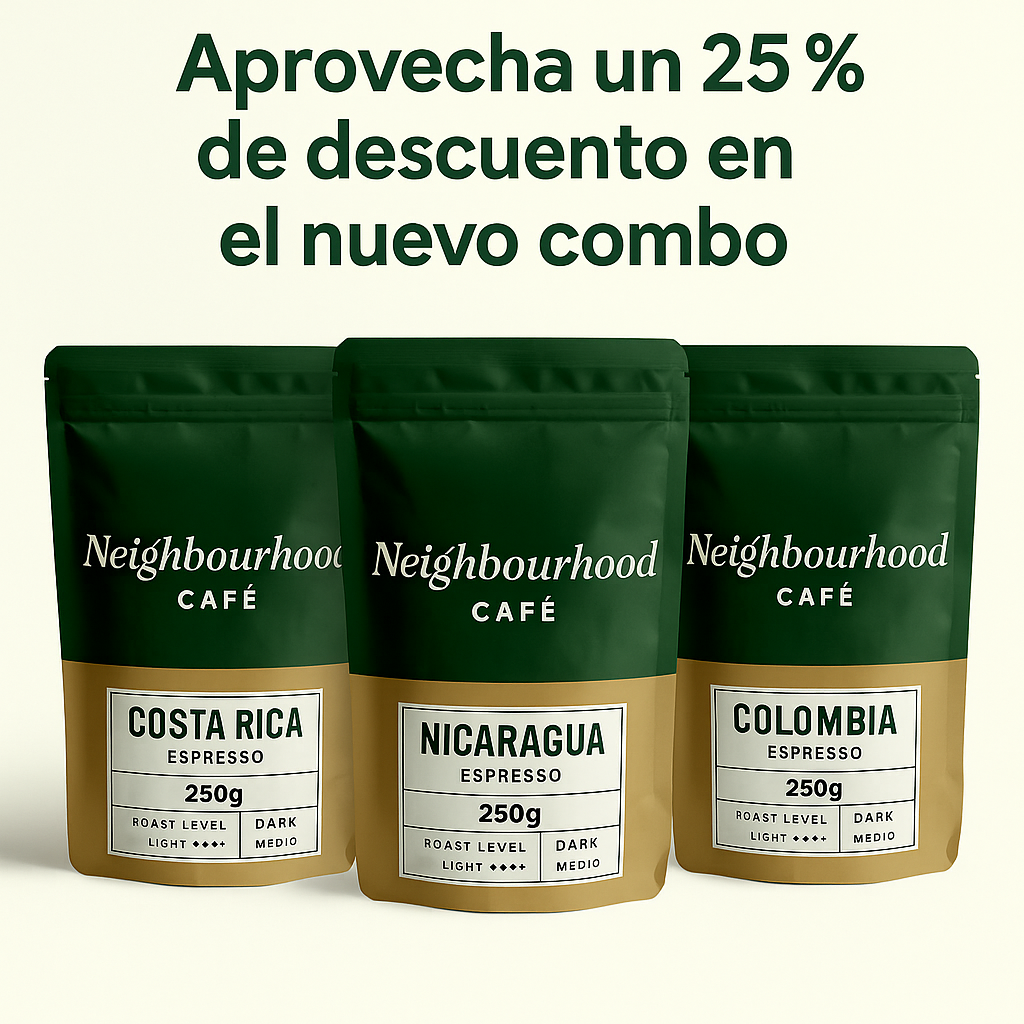 Aprovecha un 25 %
de descuento en
el nuevo combo
Neighbourhood
CAFÉ
COSTA RICA
ESPRESSO
250g
ROAST LEVEL
LIGHT ◆◆◆+
DARK
MEDIO
Neighbourhood
CAFÉ
NICARAGUA
ESPRESSO
250g
ROAST LEVEL
LIGHT ◆◆◆+
DARK
MEDIO
Neighbourhood
CAFÉ
COLOMBIA
ESPRESSO
250g
ROAST LEVEL
LIGHT ◆◆◆+
DARK
MEDIO